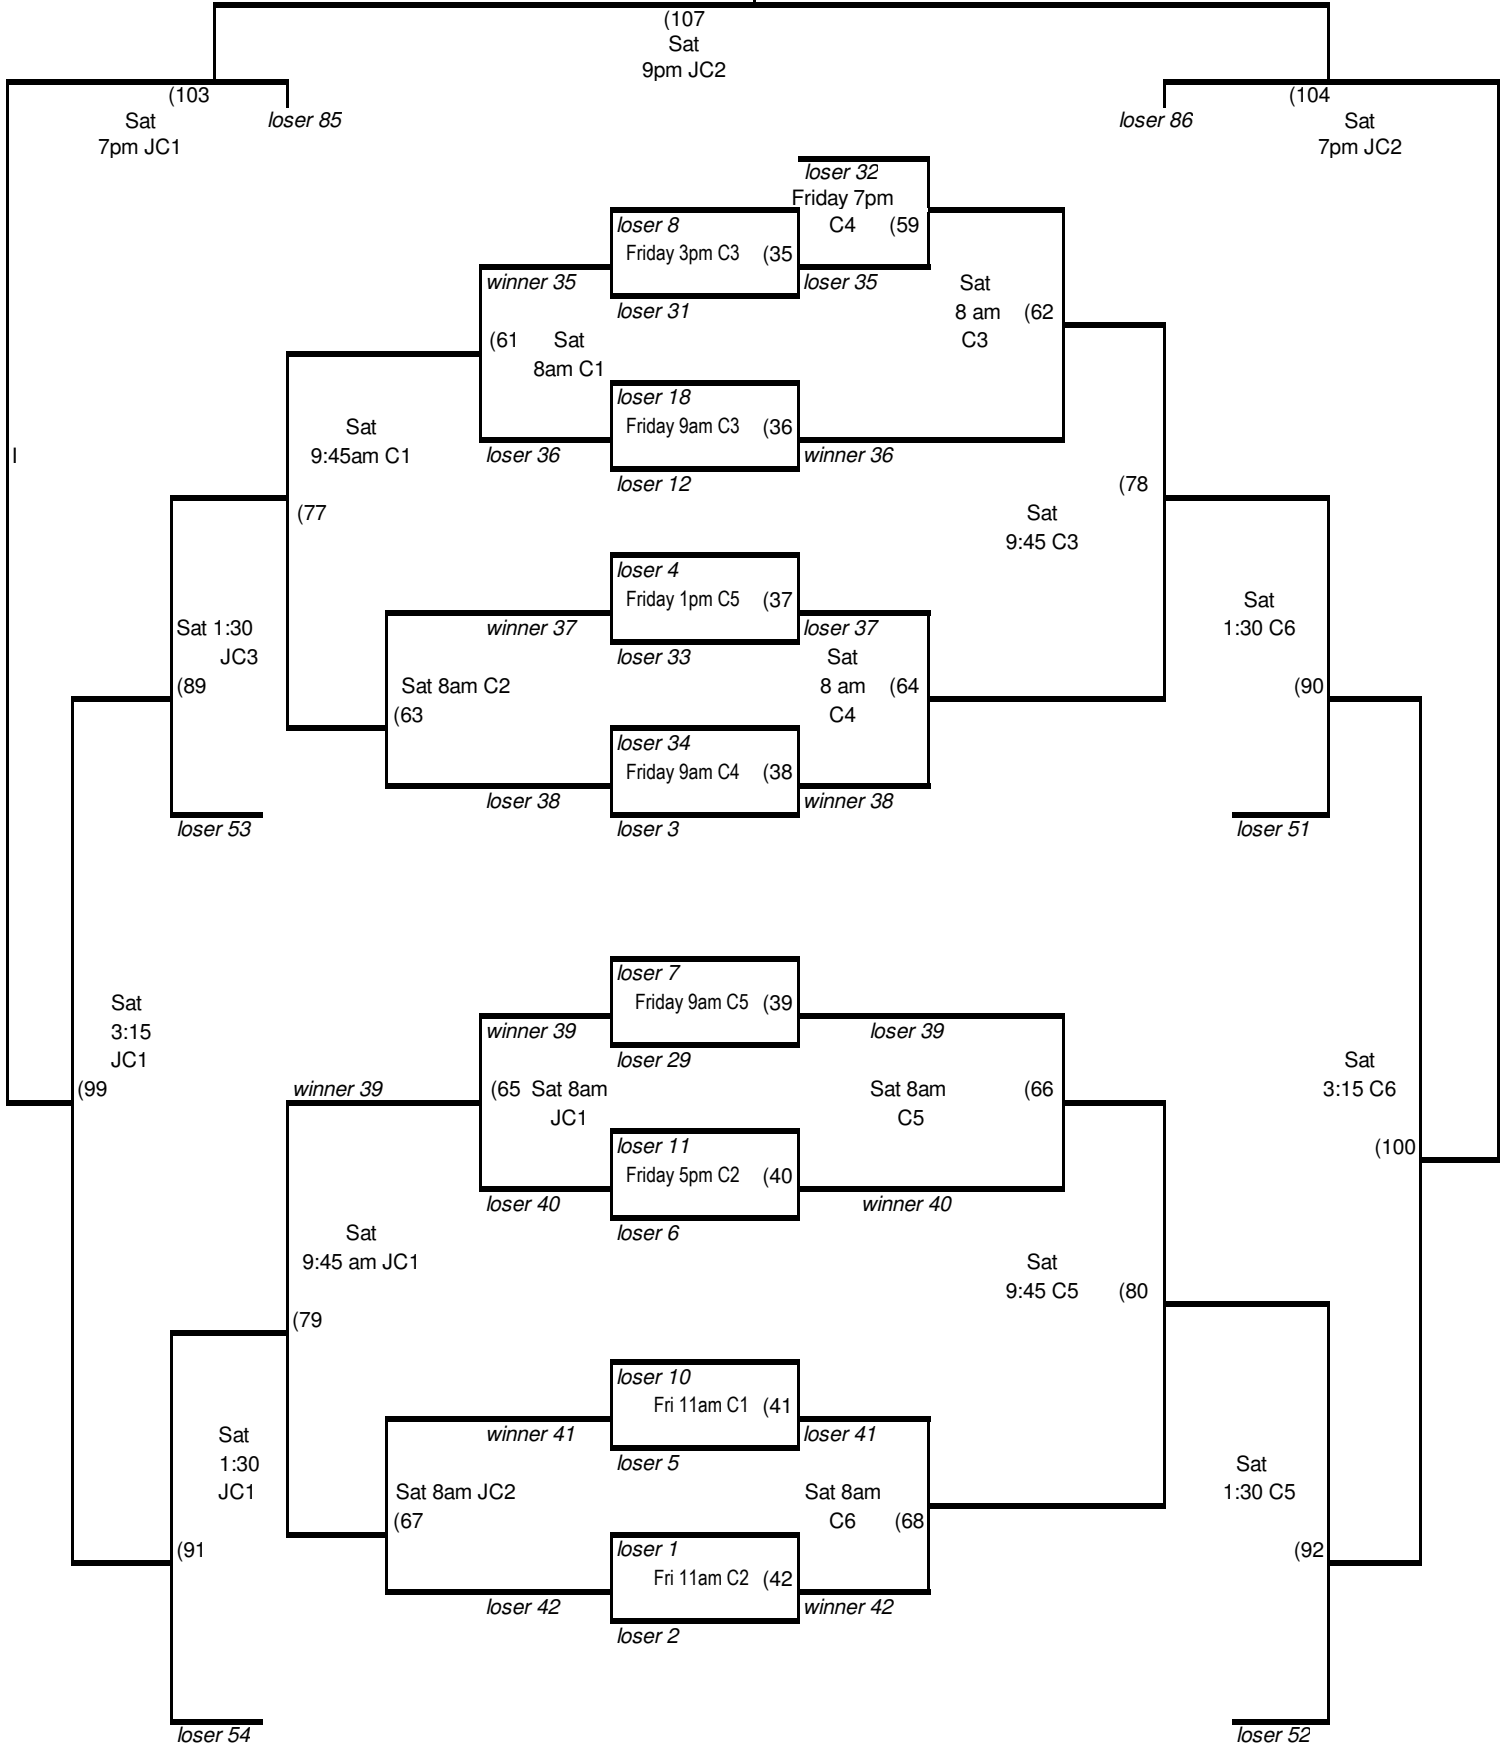 (107
Sat
9pm JC2
(103
Sat
7pm JC1
loser 85
loser 86
(104
Sat
7pm JC2
loser 32
Friday 7pm
C4 (59
loser 8
Friday 3pm C3 (35
loser 31
winner 35
loser 35
Sat
8 am (62
C3
(61 Sat
8am C1
loser 18
Friday 9am C3 (36
loser 12
loser 36
winner 36
Sat
9:45am C1
I
(77
(78
Sat
9:45 C3
loser 4
Friday 1pm C5 (37
loser 33
winner 37
loser 37
Sat
8 am (64
C4
Sat 1:30
JC3
(89
Sat
1:30 C6
(90
Sat 8am C2
(63
loser 34
Friday 9am C4 (38
loser 3
loser 38
winner 38
loser 53
loser 51
loser 7
Friday 9am C5 (39
loser 29
winner 39
loser 39
Sat
3:15
JC1
(99
winner 39
(65 Sat 8am
JC1
Sat 8am (66
C5
Sat
3:15 C6
(100
loser 11
Friday 5pm C2 (40
loser 6
loser 40
winner 40
Sat
9:45 am JC1
(79
Sat
9:45 C5 (80
loser 10
Fri 11am C1 (41
loser 5
winner 41
loser 41
Sat
1:30
JC1
(91
Sat 8am JC2
(67
Sat 8am
C6 (68
Sat
1:30 C5
(92
loser 1
Fri 11am C2 (42
loser 2
loser 42
winner 42
loser 54
loser 52